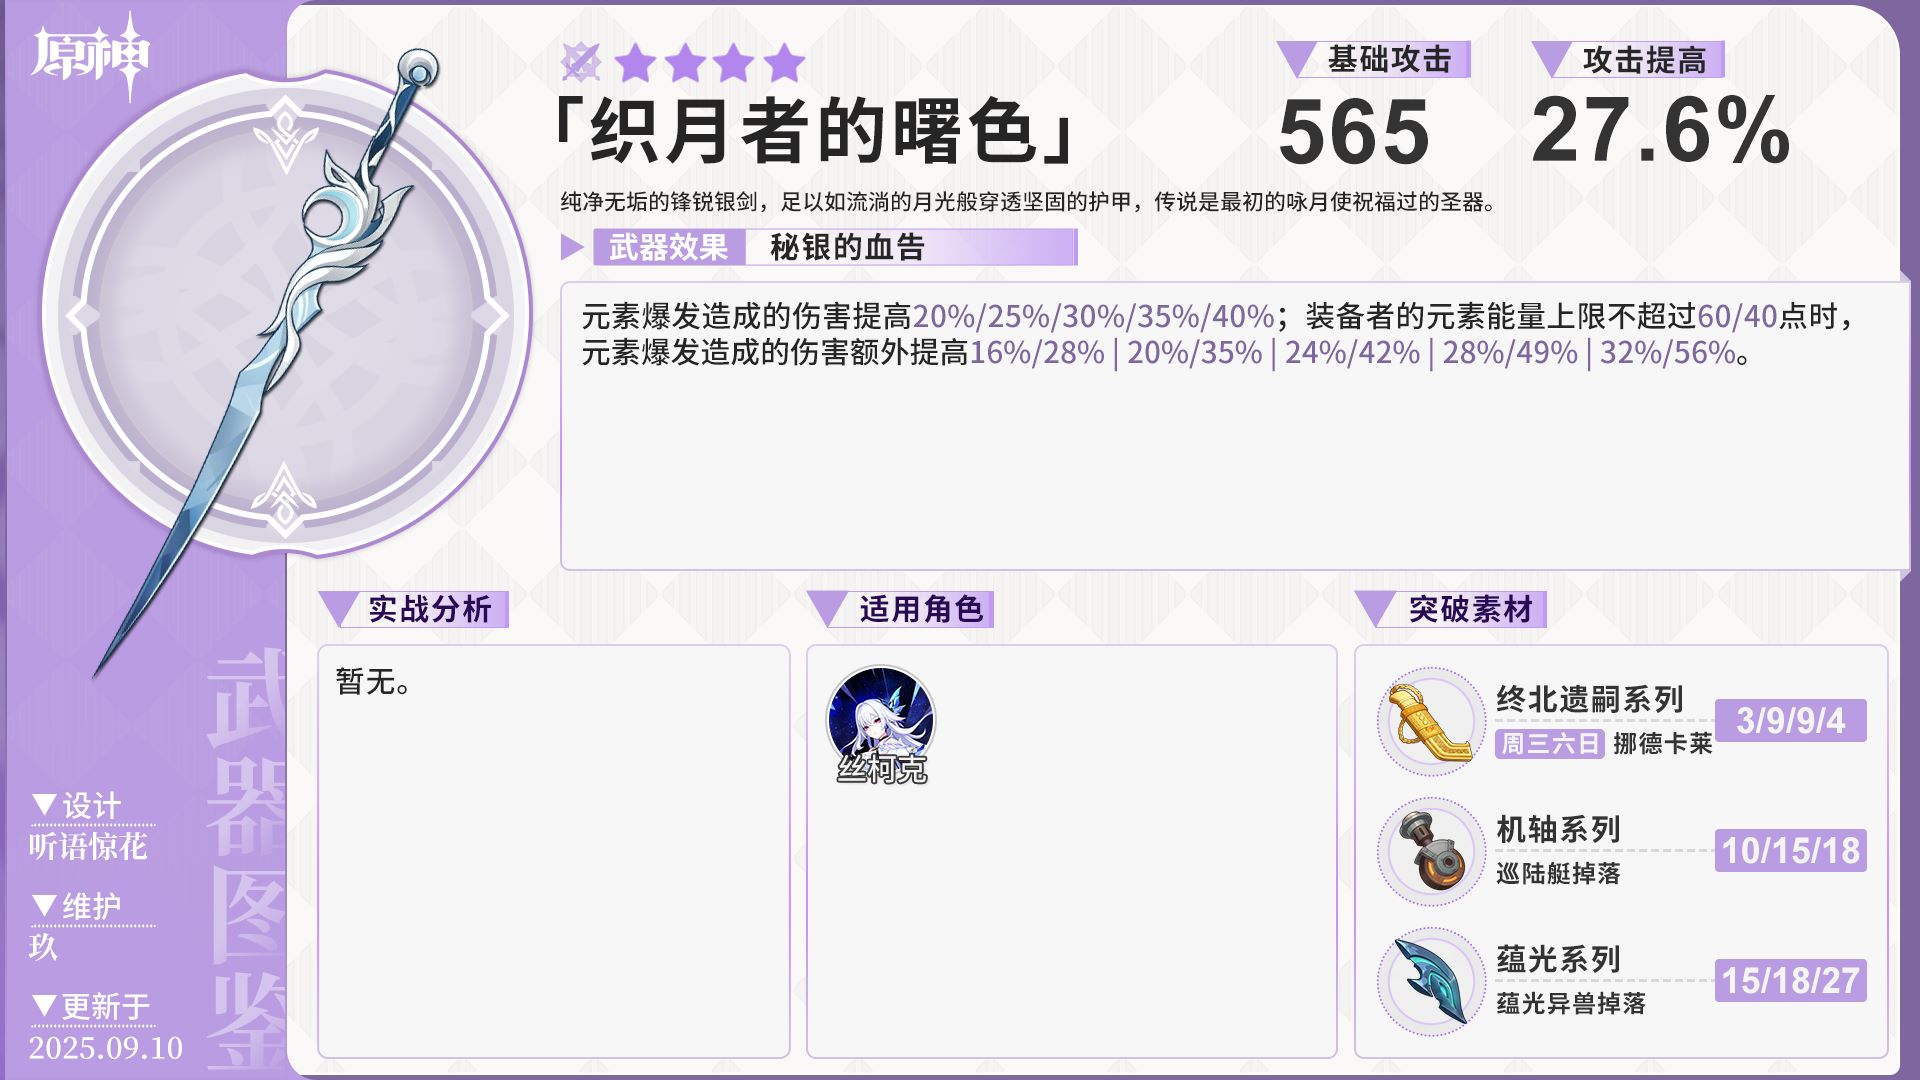 原神
基础攻击
攻击提高
「织月者的曙色」
565
27.6%
纯净无垢的锋锐银剑，足以如流淌的月光般穿透坚固的护甲，传说是最初的咏月使祝福过的圣器。
武器效果
秘银的血告
元素爆发造成的伤害提高20%/25%/30%/35%/40%；装备者的元素能量上限不超过60/40点时，
元素爆发造成的伤害额外提高16%/28% | 20%/35% | 24%/42% | 28%/49% | 32%/56%。
实战分析
暂无。
适用角色
丝柯克
突破素材
终北遗嗣系列
3/9/9/4
周三六日 挪德卡莱
机轴系列
10/15/18
巡陆艇掉落
蕴光系列
15/18/27
蕴光异兽掉落
武器图鉴
▼设计
听语惊花
▼维护
玖
▼更新于
2025.09.10